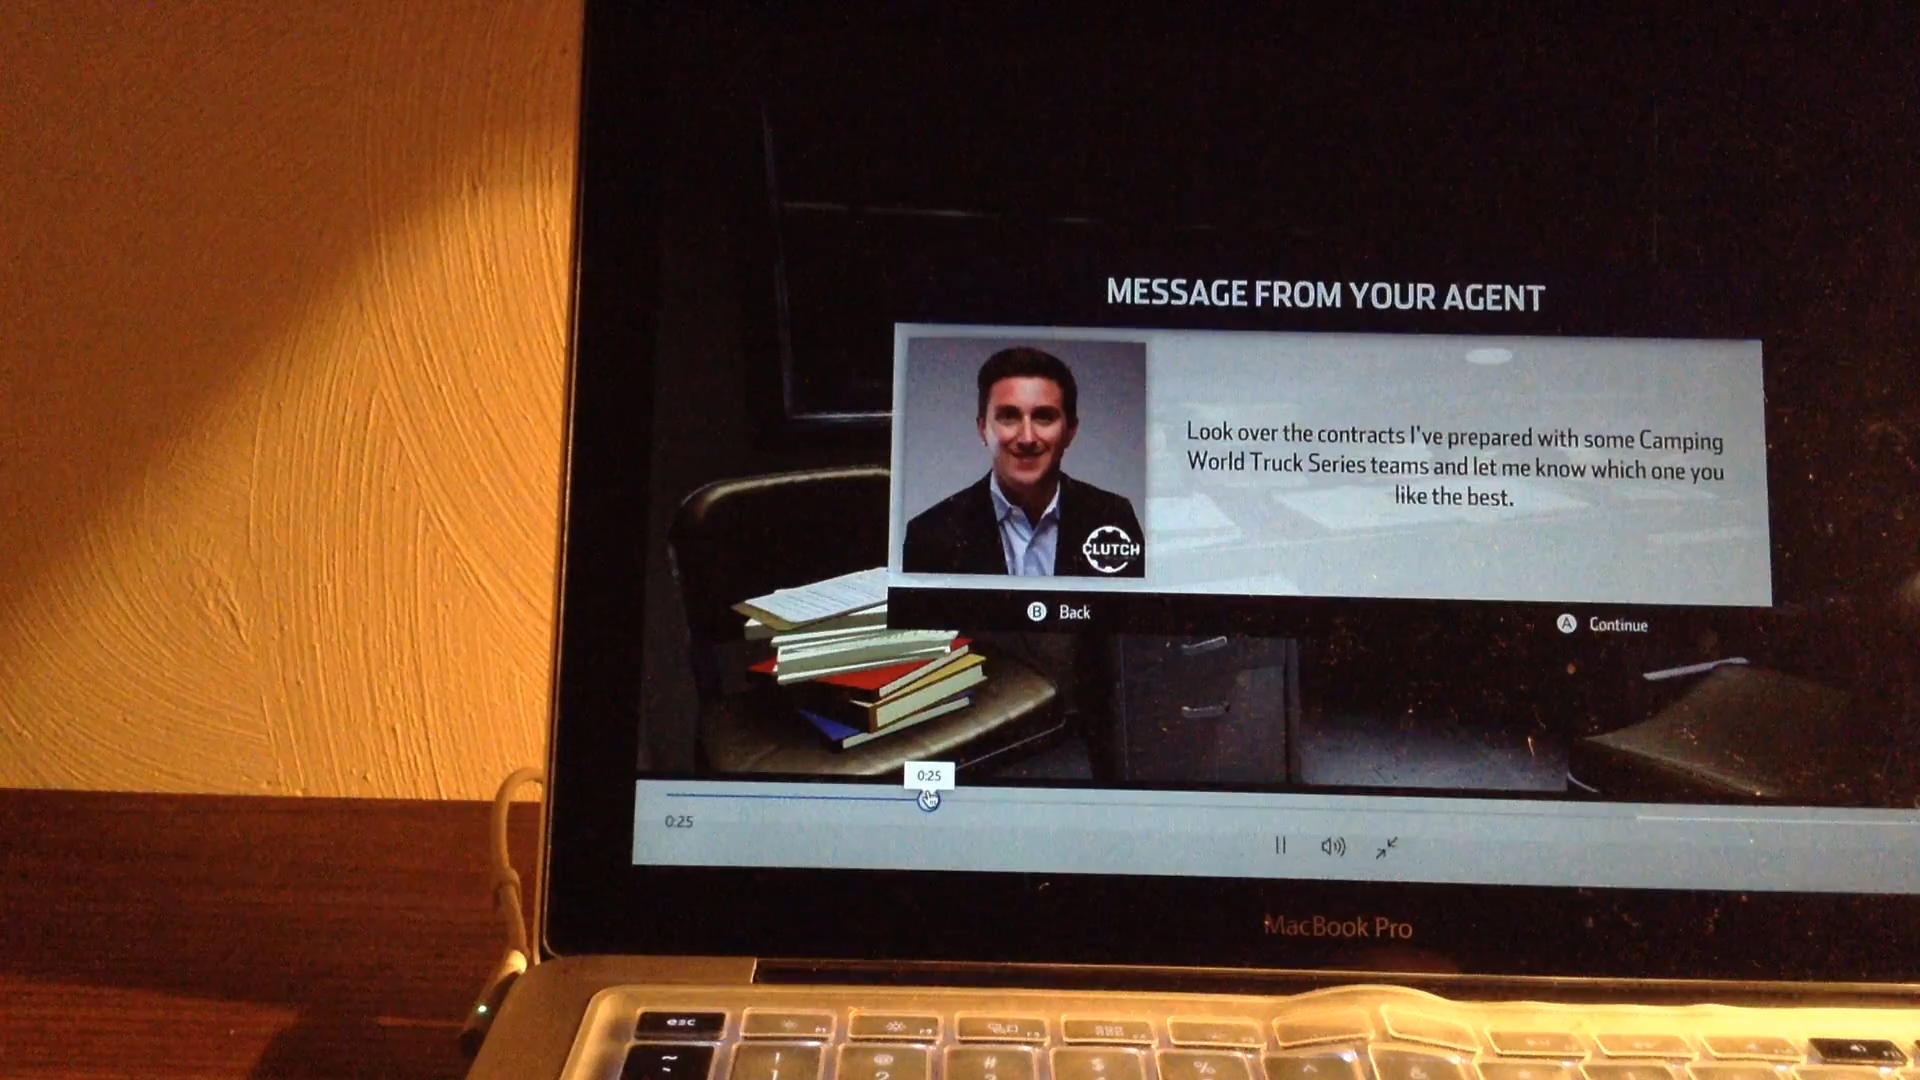 MESSAGE FROM YOUR AGENT
Look over the contracts I've prepared with some Camping
World Truck Series teams and let me know which one you
like the best.
CLUTCH
B Back
A Continue
0:25
0:25
MacBook Pro
esc
~
!
#
$
%
^
&